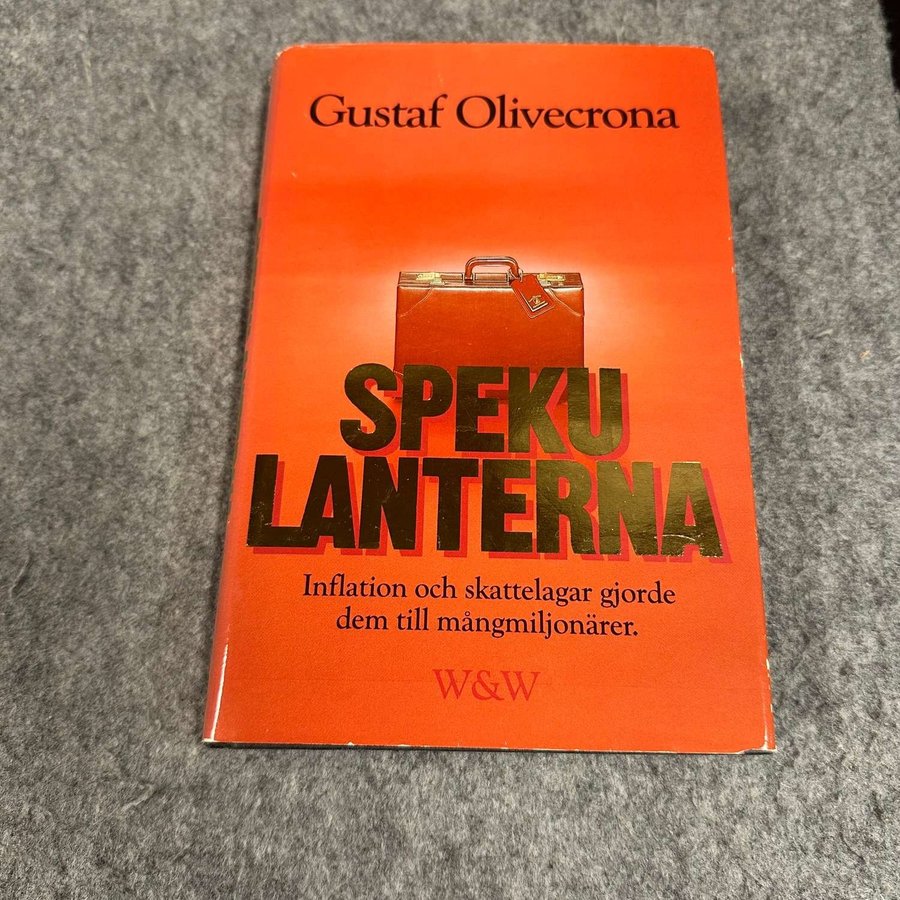 Gustaf Olivecrona
SPEKU
LANTERNA
Inflation och skattelagar gjorde
dem till mångmiljonärer.
W&W